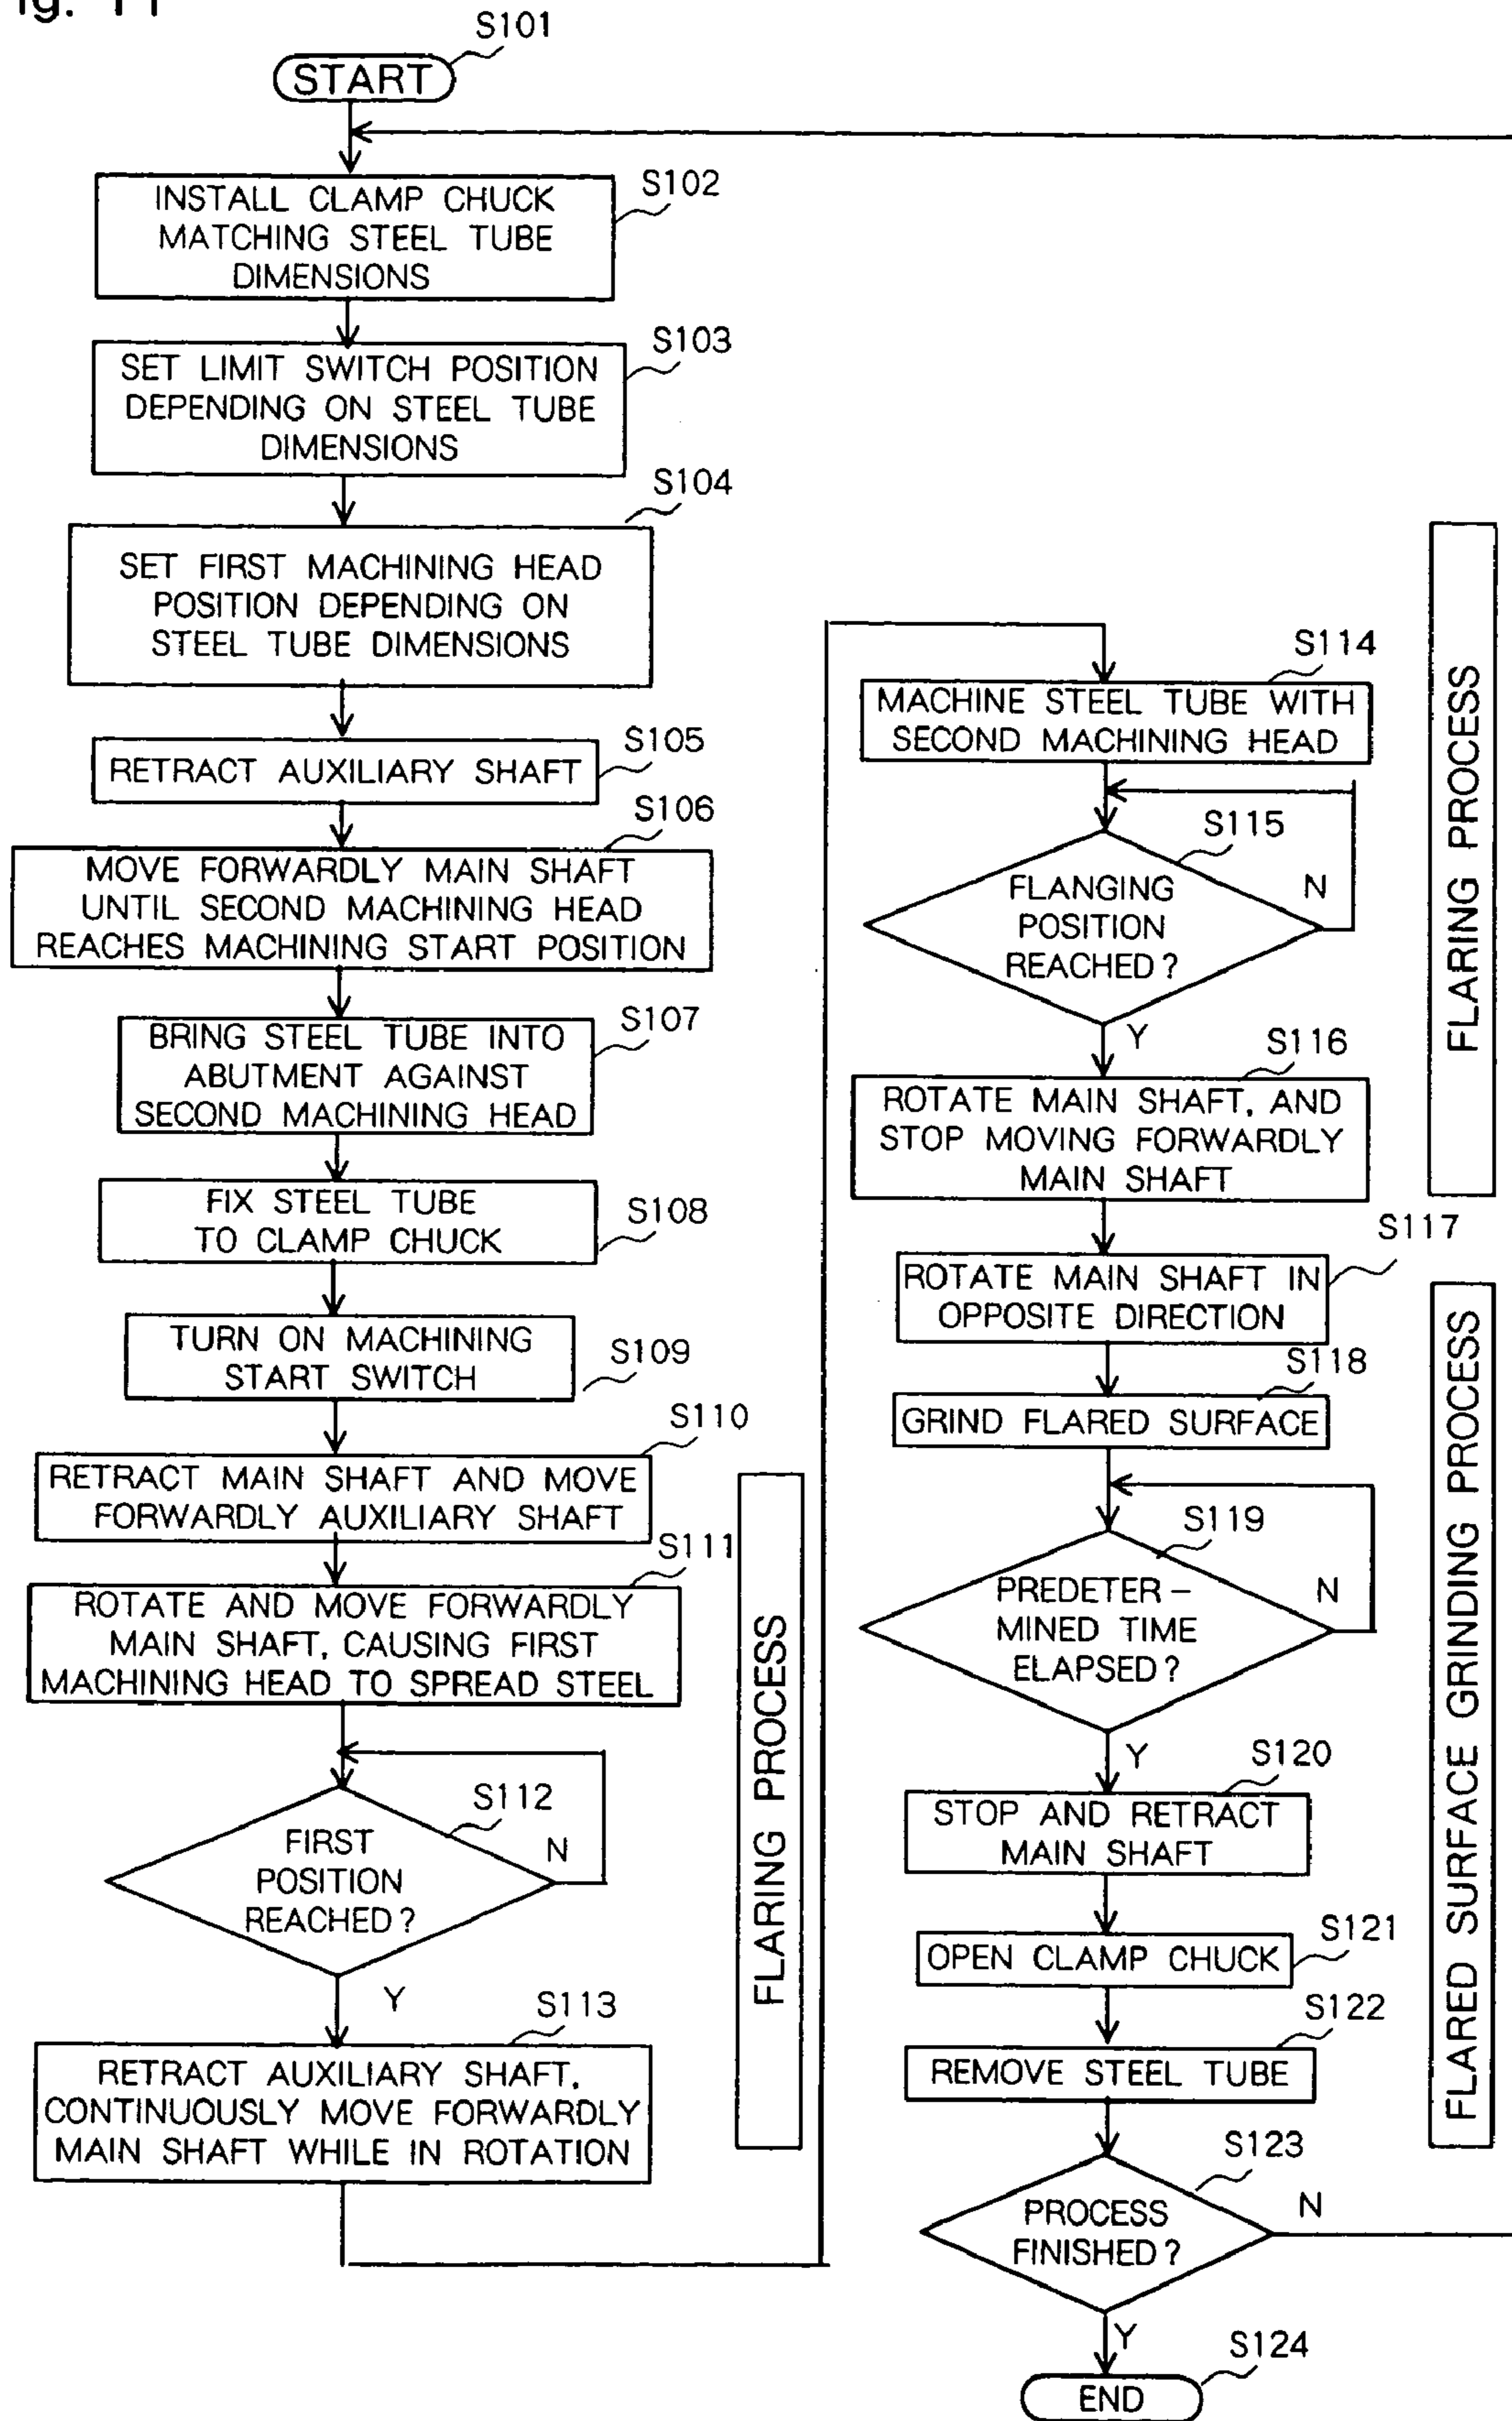 ig. 11
S101
START
S102
INSTALL CLAMP CHUCK
MATCHING STEEL TUBE
DIMENSIONS
S103
SET LIMIT SWITCH POSITION
DEPENDING ON STEEL TUBE
DIMENSIONS
S104
SET FIRST MACHINING HEAD
POSITION DEPENDING ON
STEEL TUBE DIMENSIONS
S105
RETRACT AUXILIARY SHAFT
S106
MOVE FORWARDLY MAIN SHAFT
UNTIL SECOND MACHINING HEAD
REACHES MACHINING START POSITION
S107
BRING STEEL TUBE INTO
ABUTMENT AGAINST
SECOND MACHINING HEAD
S108
FIX STEEL TUBE
TO CLAMP CHUCK
S109
TURN ON MACHINING
START SWITCH
S110
RETRACT MAIN SHAFT AND MOVE
FORWARDLY AUXILIARY SHAFT
S111
ROTATE AND MOVE FORWARDLY
MAIN SHAFT, CAUSING FIRST
MACHINING HEAD TO SPREAD STEEL
S112
FIRST
POSITION
REACHED?
N
Y
S113
RETRACT AUXILIARY SHAFT,
CONTINUOUSLY MOVE FORWARDLY
MAIN SHAFT WHILE IN ROTATION
FLARING PROCESS
S114
MACHINE STEEL TUBE WITH
SECOND MACHINING HEAD
S115
FLANGING
POSITION
REACHED?
N
Y
S116
ROTATE MAIN SHAFT, AND
STOP MOVING FORWARDLY
MAIN SHAFT
FLARING PROCESS
S117
ROTATE MAIN SHAFT IN
OPPOSITE DIRECTION
S118
GRIND FLARED SURFACE
S119
PREDETER-
MINED TIME
ELAPSED?
N
Y
S120
STOP AND RETRACT
MAIN SHAFT
S121
OPEN CLAMP CHUCK
S122
REMOVE STEEL TUBE
FLARED SURFACE GRINDING PROCESS
S123
PROCESS
FINISHED?
N
Y
S124
END